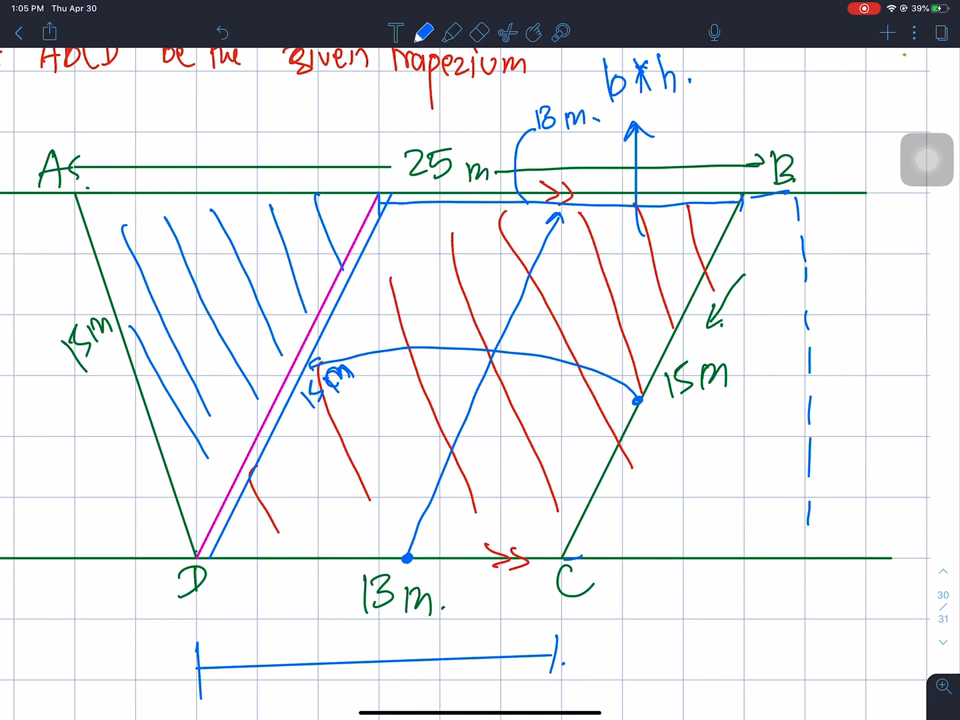 1:05 PM Thu Apr 30
39%
ABCD be the given trapezium
b*h.
13 m.
A 25 m B
15m
15m
15m
D 13 m. C
30
/
31